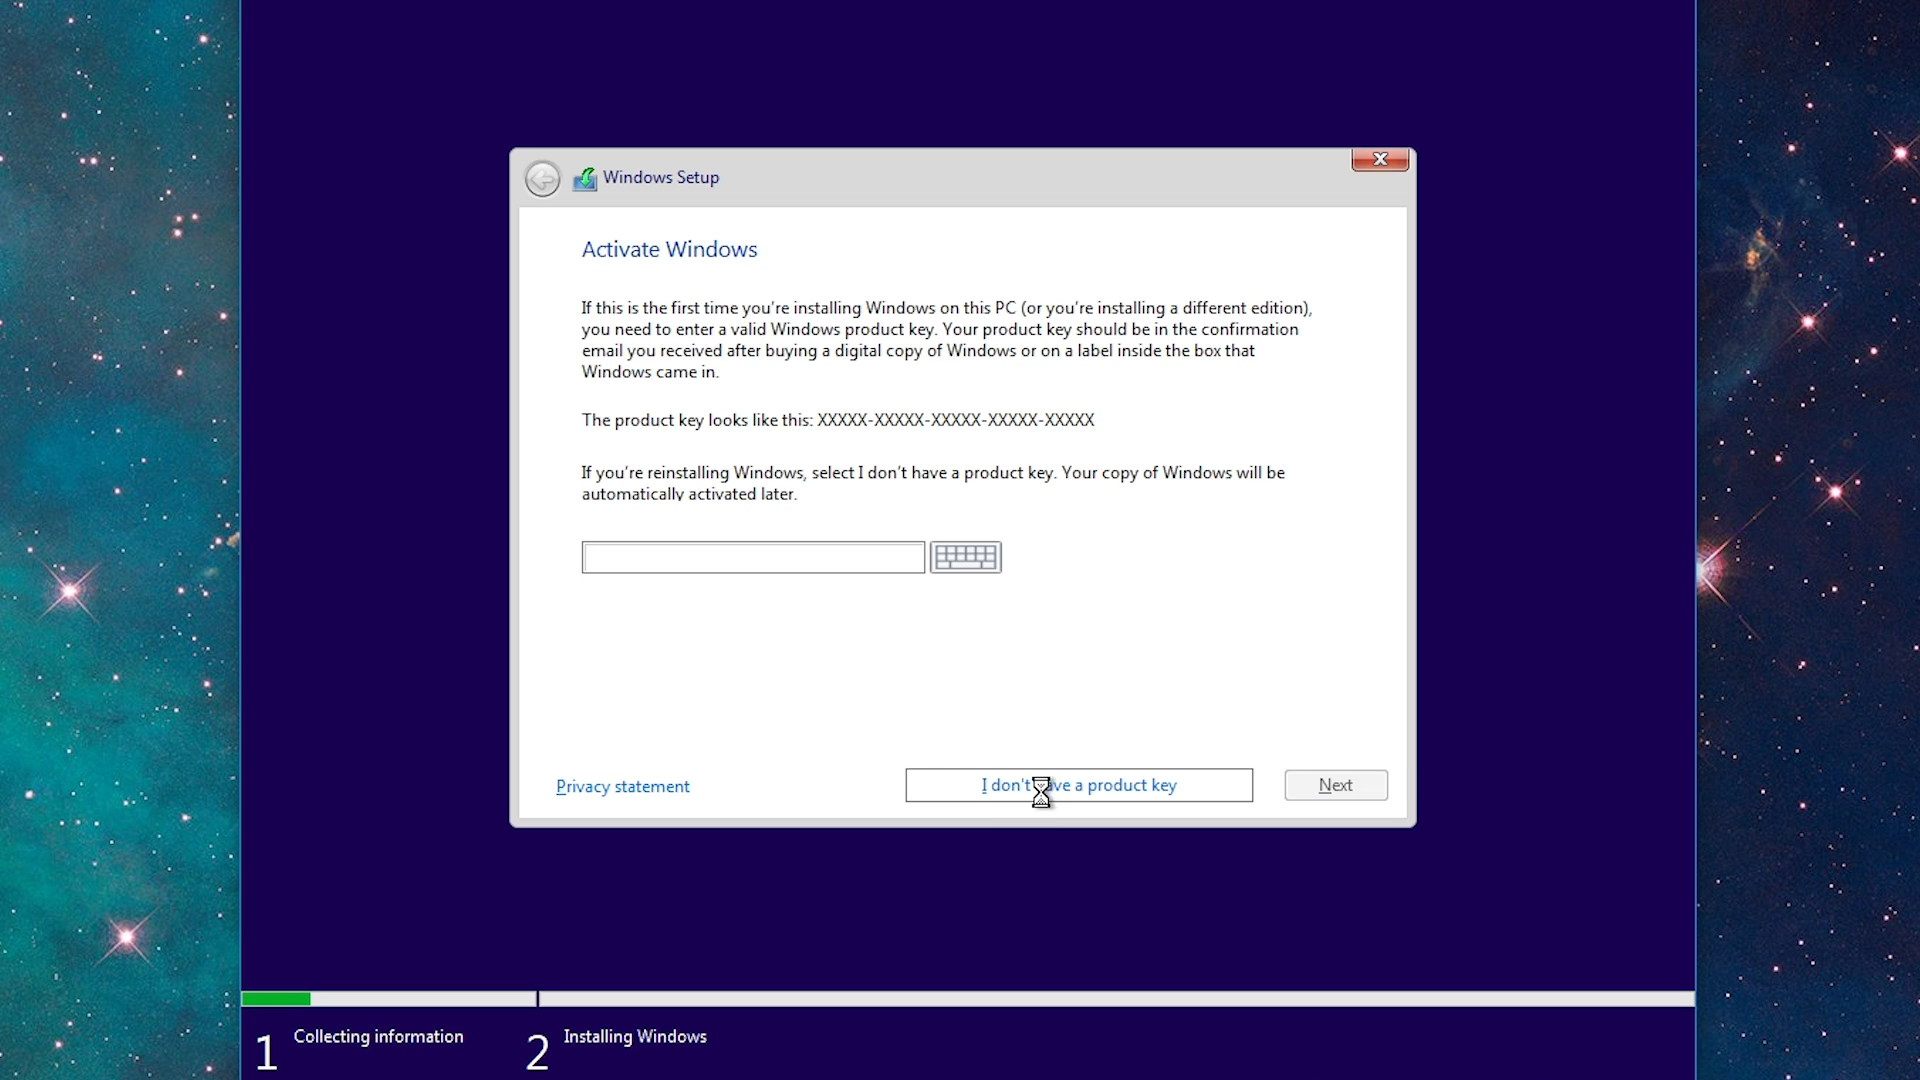 Windows Setup
Activate Windows
If this is the first time you're installing Windows on this PC (or you're installing a different edition),
you need to enter a valid Windows product key. Your product key should be in the confirmation
email you received after buying a digital copy of Windows or on a label inside the box that
Windows came in.
The product key looks like this: XXXXX-XXXXX-XXXXX-XXXXX-XXXXX
If you're reinstalling Windows, select I don't have a product key. Your copy of Windows will be
automatically activated later.
Privacy statement
I don't have a product key
Next
1 Collecting information
2 Installing Windows